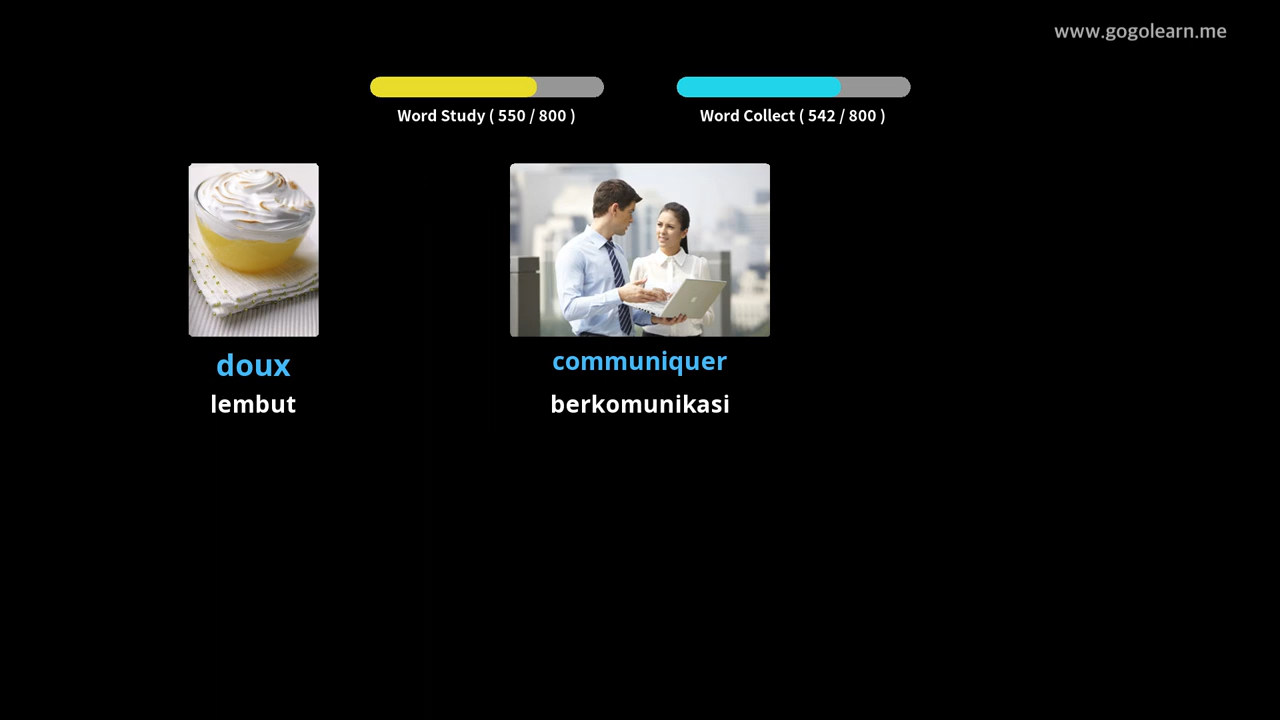 www.gogolearn.me
Word Study ( 550 / 800 )
Word Collect ( 542 / 800 )
doux
lembut
communiquer
berkomunikasi